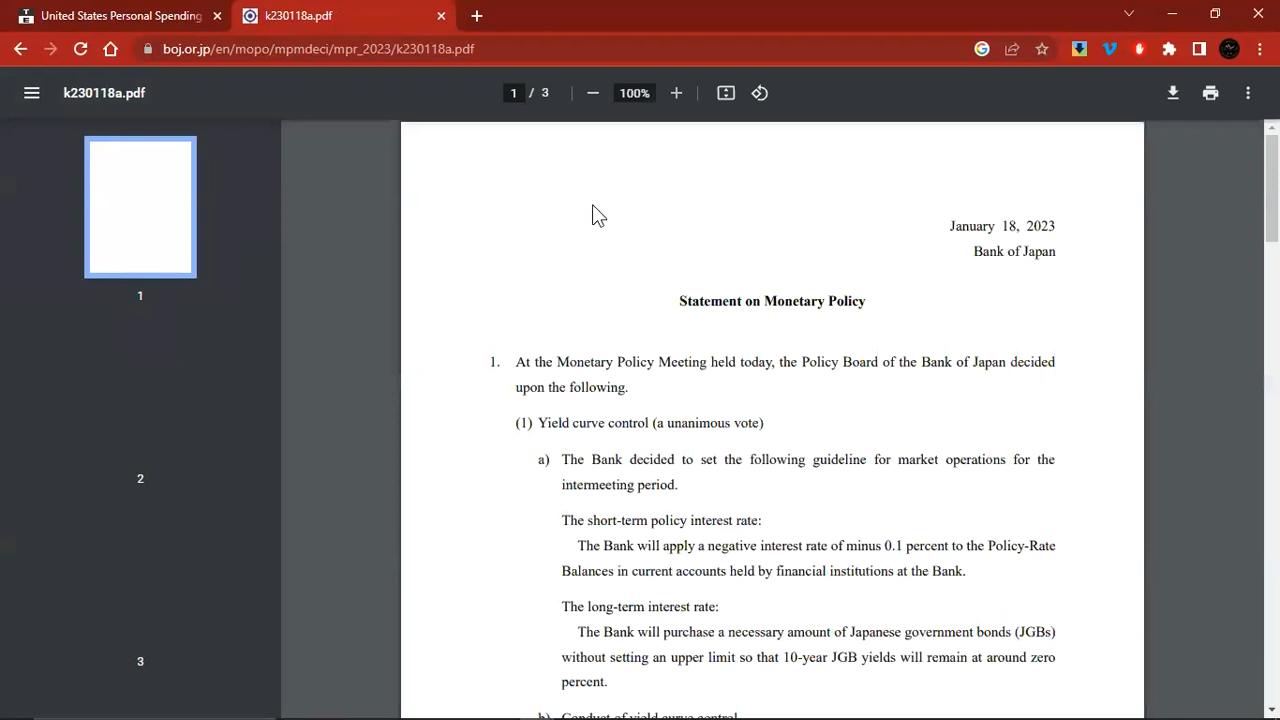 United States Personal Spending
k230118a.pdf
boj.or.jp/en/mopo/mpmdeci/mpr_2023/k230118a.pdf
k230118a.pdf
1 / 3
100%
1
2
3
January 18, 2023
Bank of Japan
Statement on Monetary Policy
1. At the Monetary Policy Meeting held today, the Policy Board of the Bank of Japan decided
upon the following.
(1) Yield curve control (a unanimous vote)
a) The Bank decided to set the following guideline for market operations for the
intermeeting period.
The short-term policy interest rate:
The Bank will apply a negative interest rate of minus 0.1 percent to the Policy-Rate
Balances in current accounts held by financial institutions at the Bank.
The long-term interest rate:
The Bank will purchase a necessary amount of Japanese government bonds (JGBs)
without setting an upper limit so that 10-year JGB yields will remain at around zero
percent.
b) Conduct of yield curve control